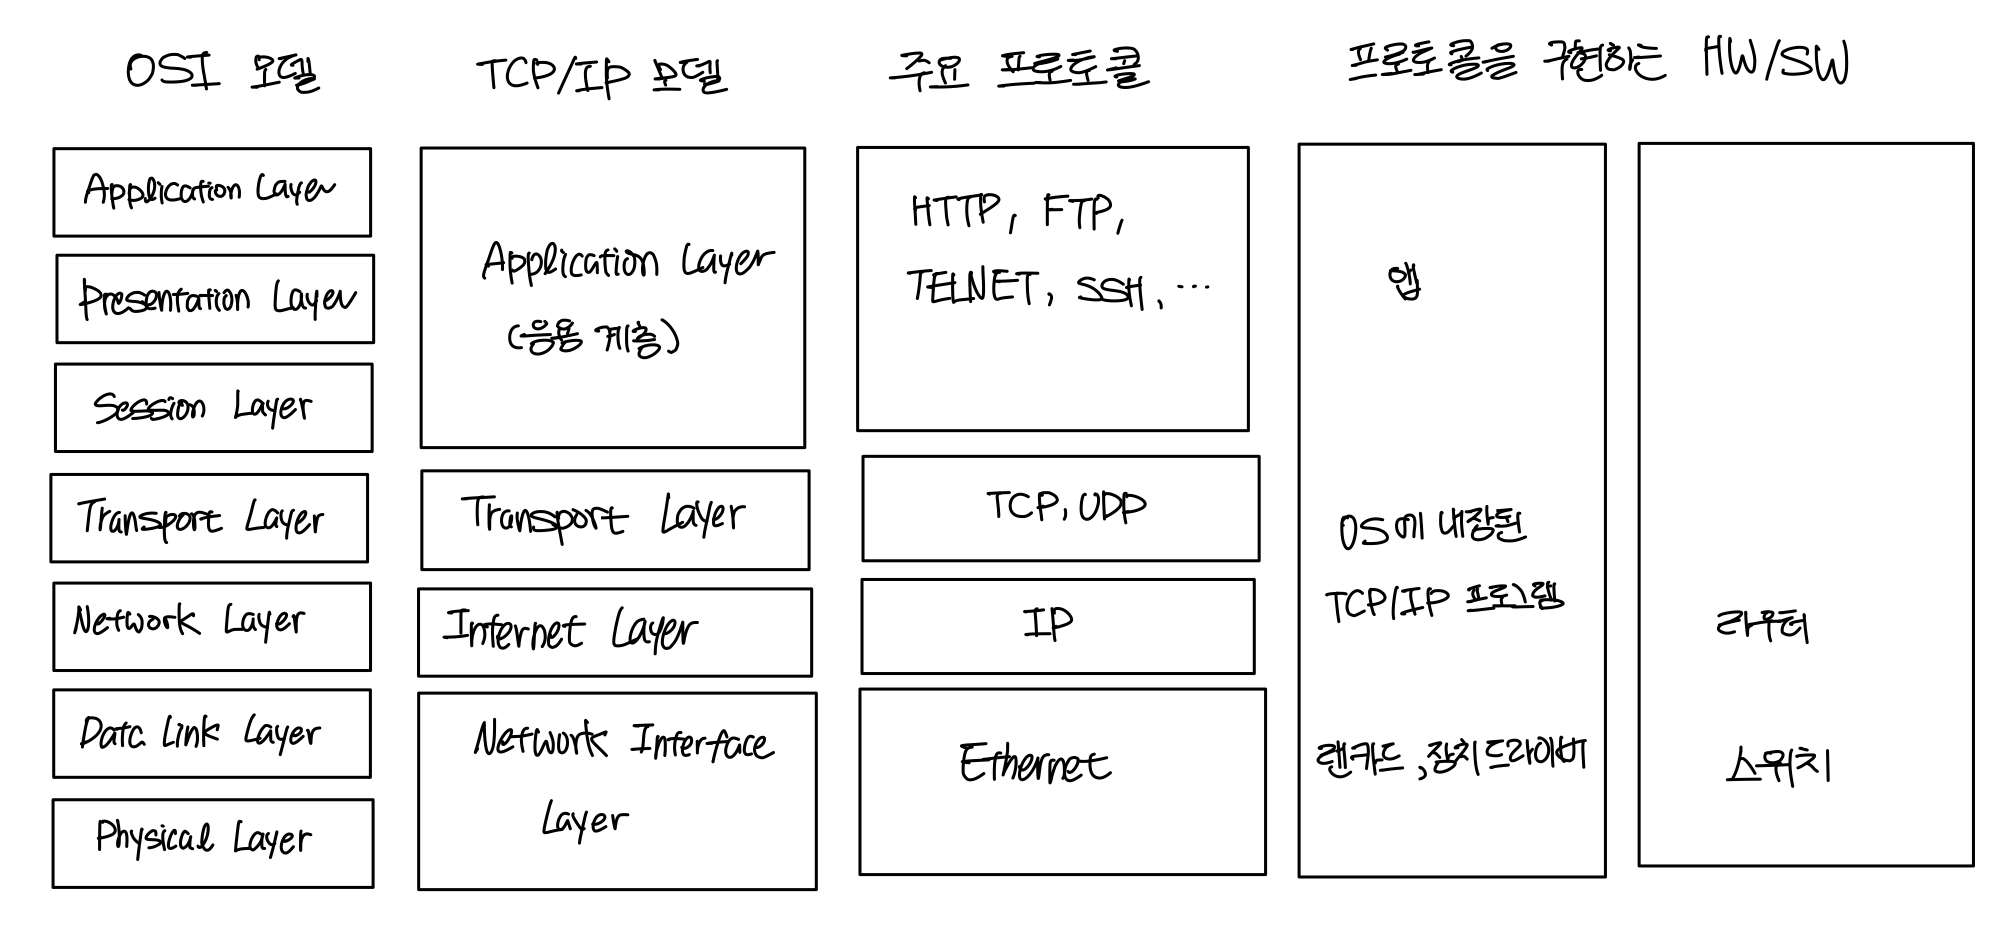 OSI 모델
TCP/IP 모델
주요 프로토콜
프로토콜을 구현하는 HW/SW
Application Layer
Presentation Layer
Session Layer
Transport Layer
Network Layer
Data Link Layer
Physical Layer
Application Layer
(응용 계층)
Transport Layer
Internet Layer
Network Interface
Layer
HTTP, FTP,
TELNET, SSH, ...
TCP, UDP
IP
Ethernet
앱
OS에 내장된
TCP/IP 프로그램
랜카드, 장치드라이버
라우터
스위치